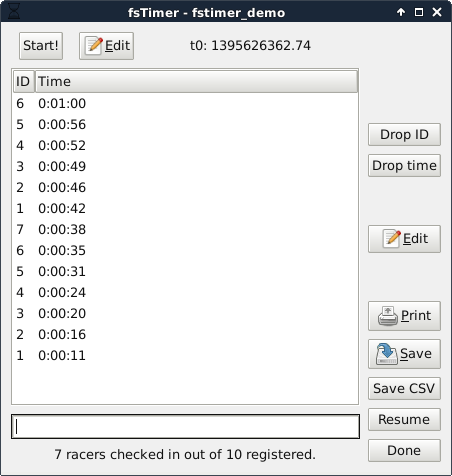 fsTimer - fstimer_demo
Start! Edit t0: 1395626362.74
ID Time
6 0:01:00
5 0:00:56
4 0:00:52
3 0:00:49
2 0:00:46
1 0:00:42
7 0:00:38
6 0:00:35
5 0:00:31
4 0:00:24
3 0:00:20
2 0:00:16
1 0:00:11
Drop ID
Drop time
Edit
Print
Save
Save CSV
Resume
Done
7 racers checked in out of 10 registered.